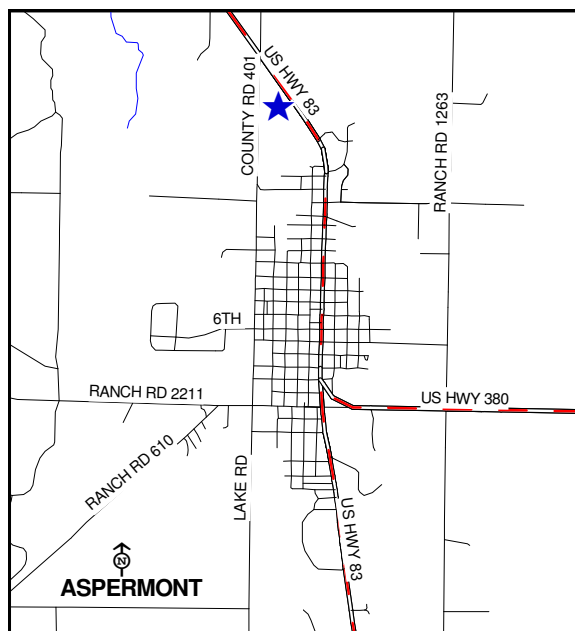 US HWY 83
COUNTY RD 401
RANCH RD 1263
6TH
RANCH RD 2211
US HWY 380
RANCH RD 610
LAKE RD
US HWY 83
N
ASPERMONT